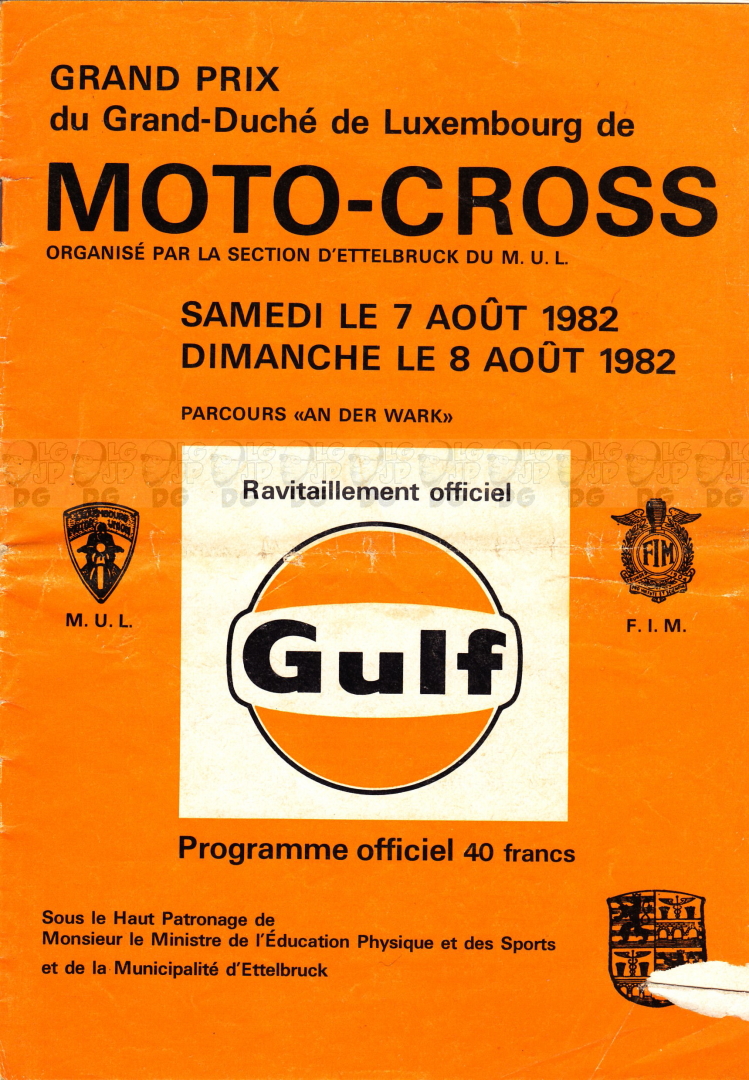 GRAND PRIX
du Grand-Duché de Luxembourg de
MOTO-CROSS
ORGANISÉ PAR LA SECTION D'ETTELBRUCK DU M. U. L.
SAMEDI LE 7 AOÛT 1982
DIMANCHE LE 8 AOÛT 1982
PARCOURS «AN DER WARK»
Ravitaillement officiel
Gulf
M. U. L.
FIM
F. I. M.
Programme officiel 40 francs
Sous le Haut Patronage de
Monsieur le Ministre de l'Éducation Physique et des Sports
et de la Municipalité d'Ettelbruck
LG JP DG